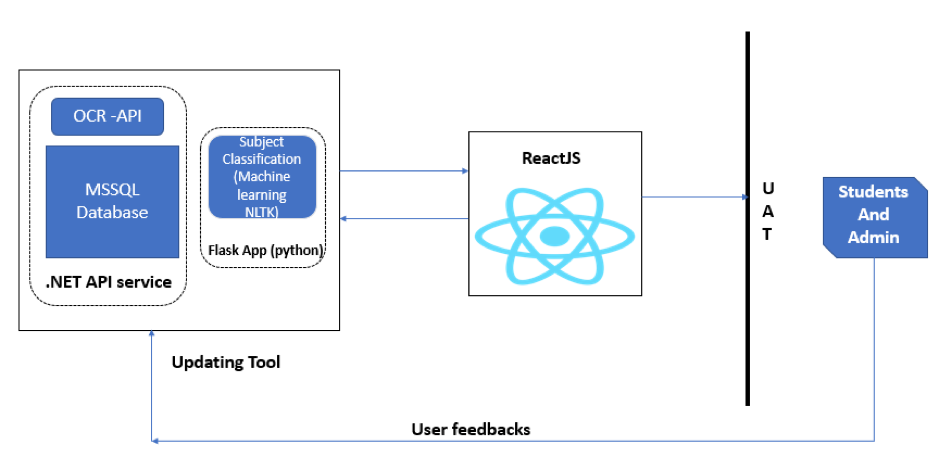 OCR -API
MSSQL
Database
.NET API service
Subject
Classification
(Machine
learning
NLTK)
Flask App (python)
ReactJS
U
A
T
Students
And
Admin
Updating Tool
User feedbacks